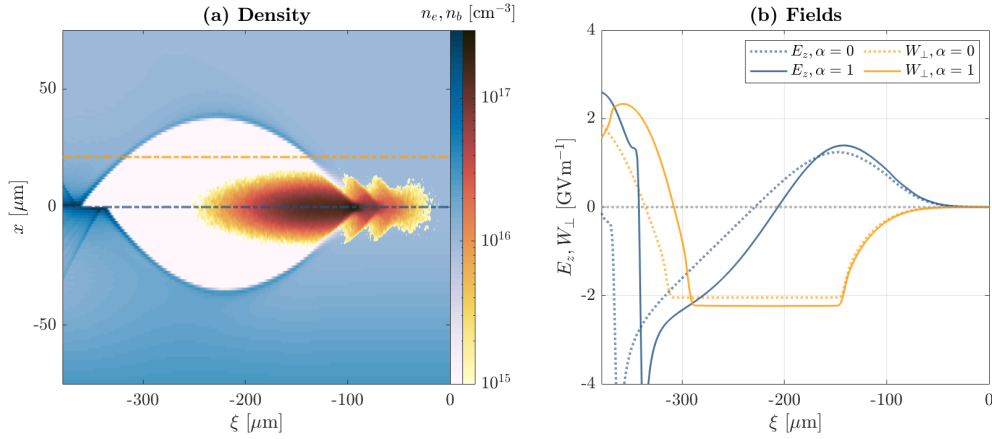 (a) Density
n_e, n_b [cm^−3]
50
0
-50
x [μm]
-300
-200
-100
0
ξ [μm]
10^17
10^16
10^15
(b) Fields
E_z, α = 0
W_⊥, α = 0
E_z, α = 1
W_⊥, α = 1
4
2
0
-2
-4
E_z, W_⊥ [GV m^−1]
-300
-200
-100
0
ξ [μm]